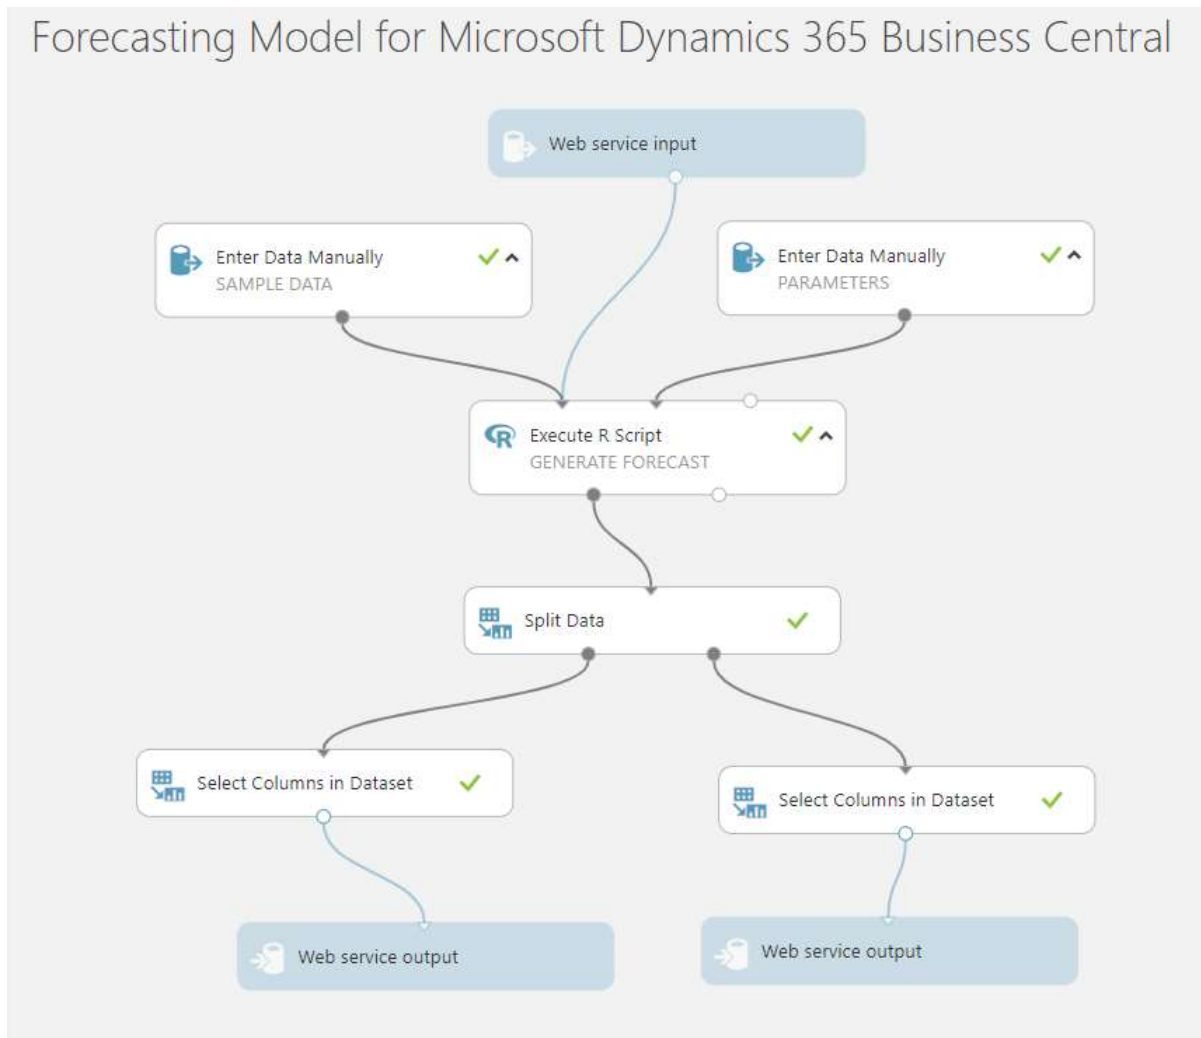 Forecasting Model for Microsoft Dynamics 365 Business Central
Web service input
Enter Data Manually
SAMPLE DATA
Enter Data Manually
PARAMETERS
R
Execute R Script
GENERATE FORECAST
Split Data
Select Columns in Dataset
Select Columns in Dataset
Web service output
Web service output